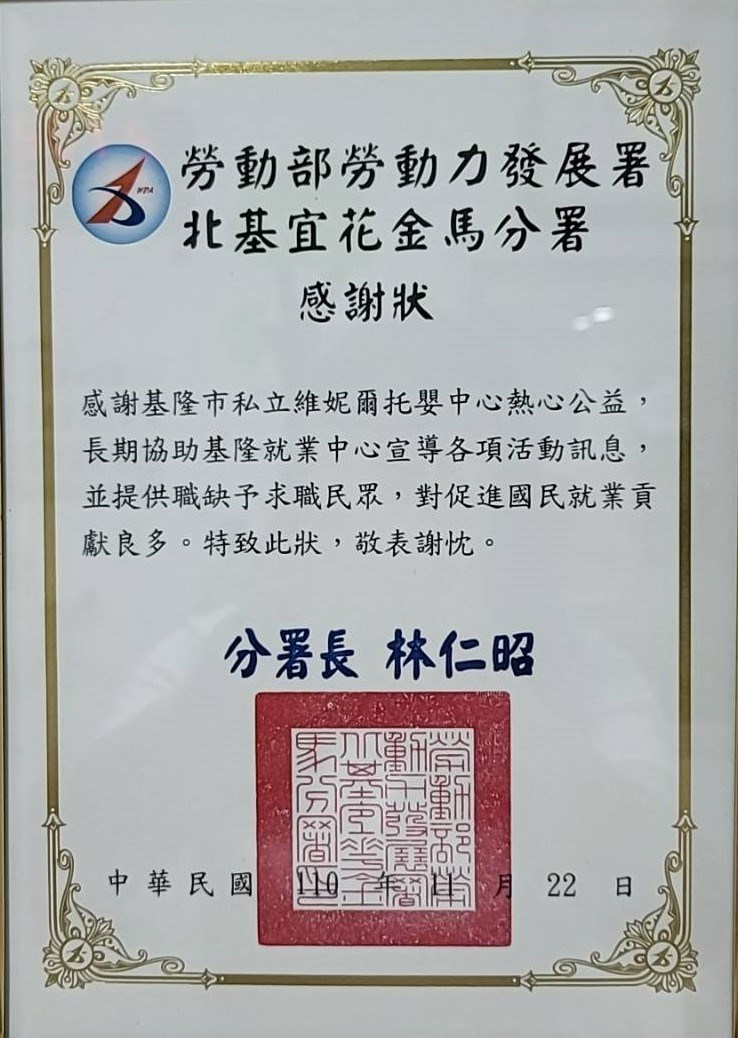 WDA
勞動部勞動力發展署
北基宜花金馬分署
感謝狀
感謝基隆市私立維妮爾托嬰中心熱心公益，
長期協助基隆就業中心宣導各項活動訊息，
並提供職缺予求職民眾，對促進國民就業貢
獻良多。特致此狀，敬表謝忱。
分署長 林仁昭
中華民國 110 年 11 月 22 日